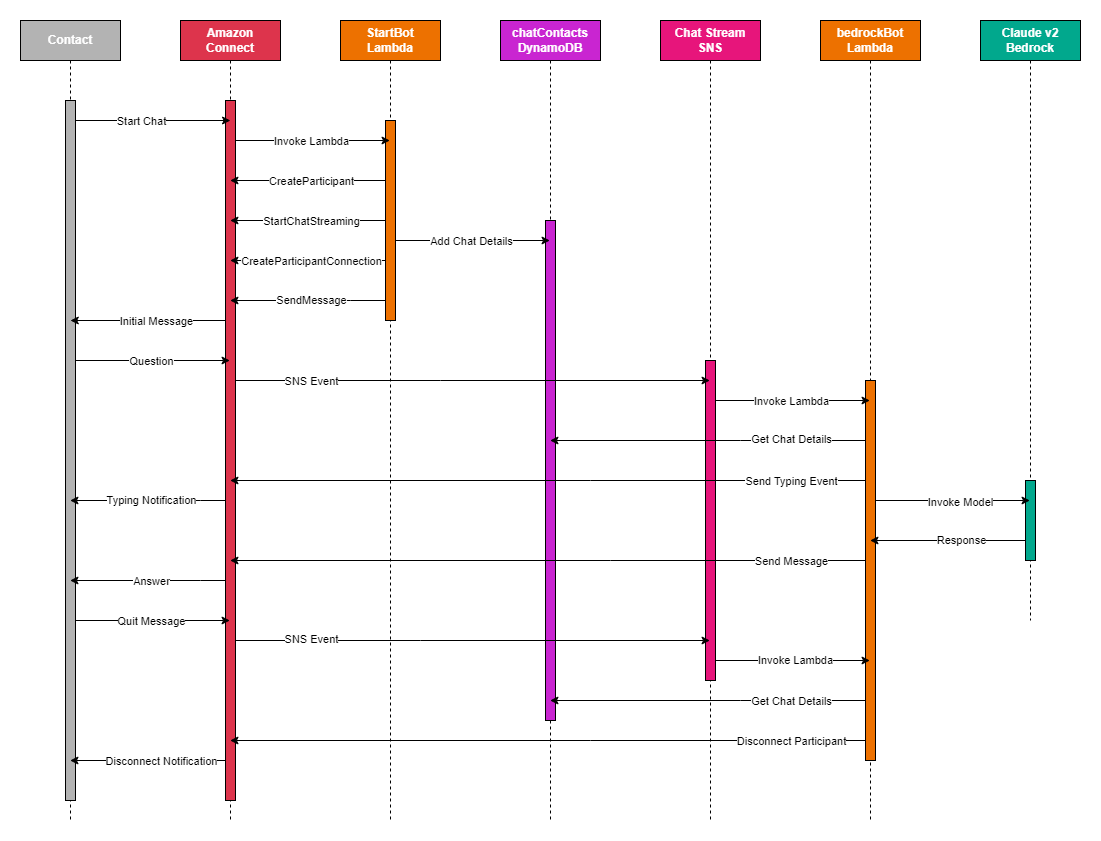 Contact
Amazon
Connect
StartBot
Lambda
chatContacts
DynamoDB
Chat Stream
SNS
bedrockBot
Lambda
Claude v2
Bedrock
Start Chat
Invoke Lambda
CreateParticipant
StartChatStreaming
Add Chat Details
CreateParticipantConnection
SendMessage
Initial Message
Question
SNS Event
Invoke Lambda
Get Chat Details
Send Typing Event
Typing Notification
Invoke Model
Response
Send Message
Answer
Quit Message
SNS Event
Invoke Lambda
Get Chat Details
Disconnect Participant
Disconnect Notification